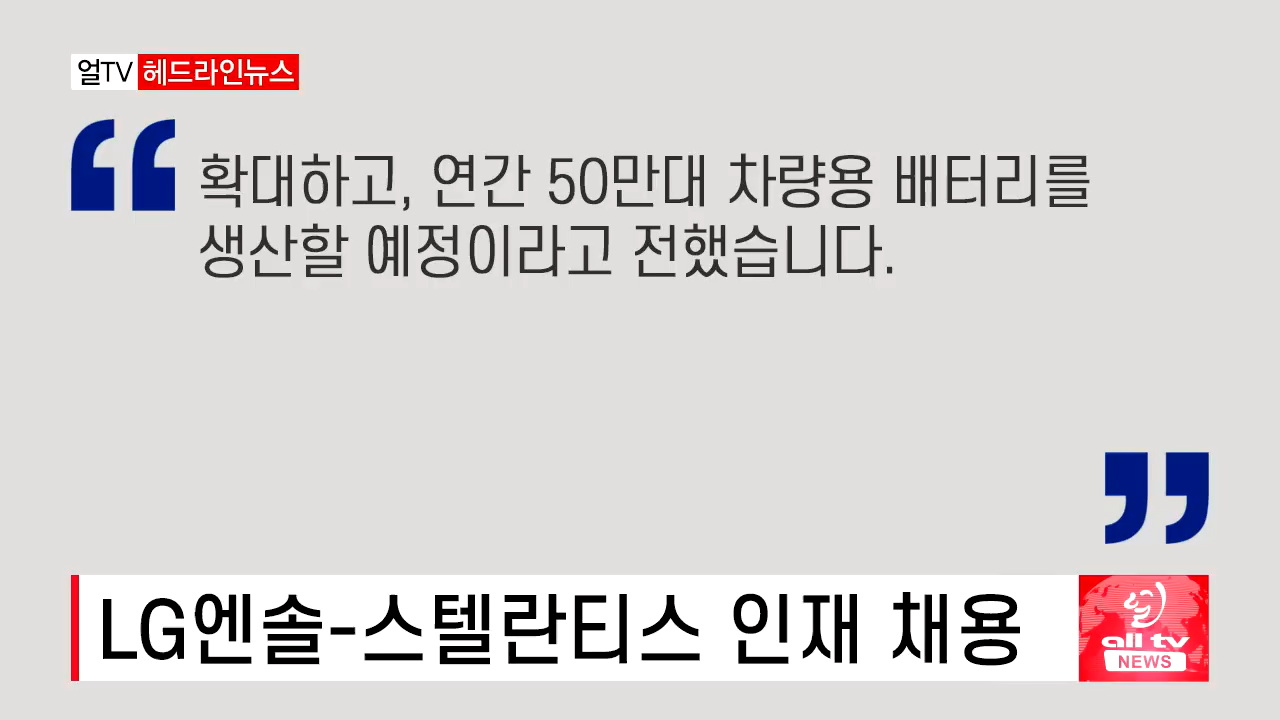 얼TV 헤드라인뉴스
확대하고, 연간 50만대 차량용 배터리를
생산할 예정이라고 전했습니다.
LG엔솔-스텔란티스 인재 채용
all tv
NEWS